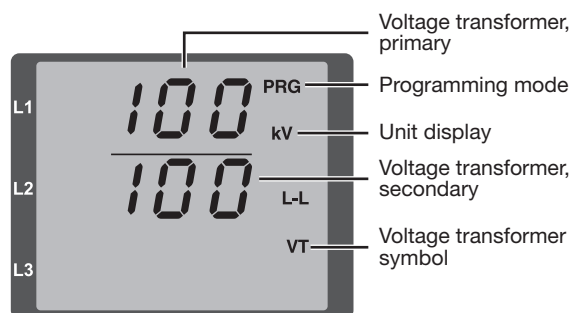 Voltage transformer,
primary
L1
100
PRG
Programming mode
kV
Unit display
L2
100
Voltage transformer,
secondary
L-L
VT
Voltage transformer
symbol
L3